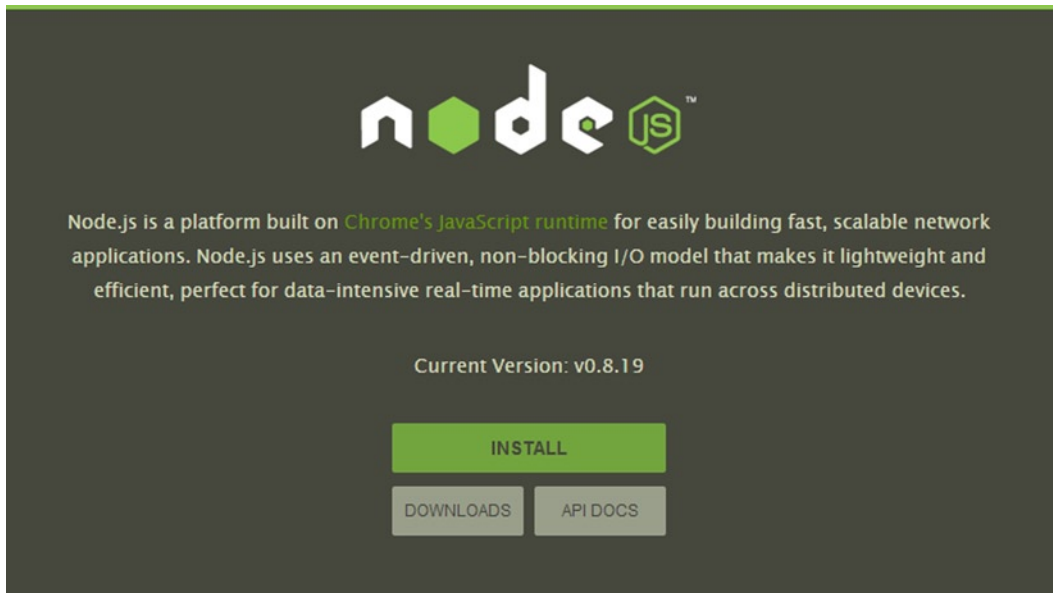 node JS™
Node.js is a platform built on Chrome's JavaScript runtime for easily building fast, scalable network
applications. Node.js uses an event-driven, non-blocking I/O model that makes it lightweight and
efficient, perfect for data-intensive real-time applications that run across distributed devices.
Current Version: v0.8.19
INSTALL
DOWNLOADS API DOCS